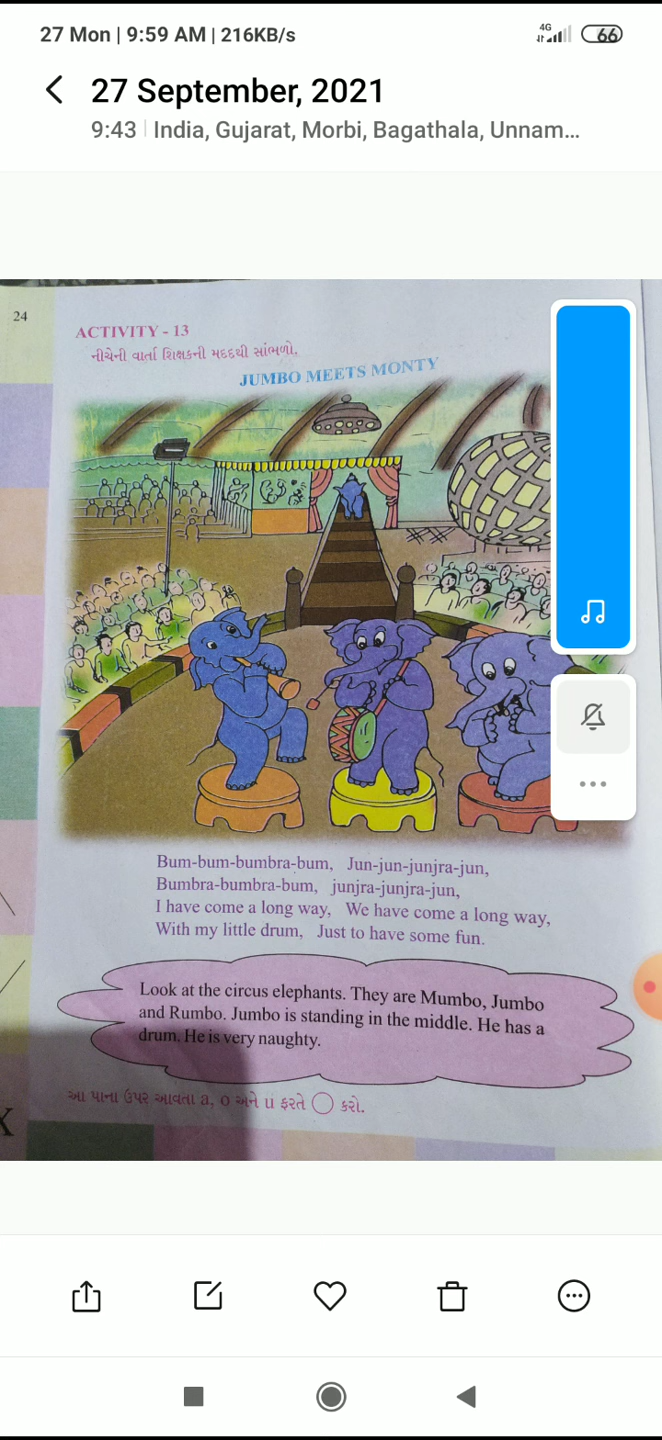 27 Mon | 9:59 AM | 216KB/s
4G
66
27 September, 2021
9:43 | India, Gujarat, Morbi, Bagathala, Unnam...
24
ACTIVITY - 13
નીચેની વાર્તા શિક્ષકની મદદથી સાંભળો.
JUMBO MEETS MONTY
Bum-bum-bumbra-bum, Jun-jun-junjra-jun,
Bumbra-bumbra-bum, junjra-junjra-jun,
I have come a long way, We have come a long way,
With my little drum, Just to have some fun.
Look at the circus elephants. They are Mumbo, Jumbo
and Rumbo. Jumbo is standing in the middle. He has a
drum. He is very naughty.
આ પાના ઉપર આવતા a, o અને u ફરતે ◯ કરો.
X